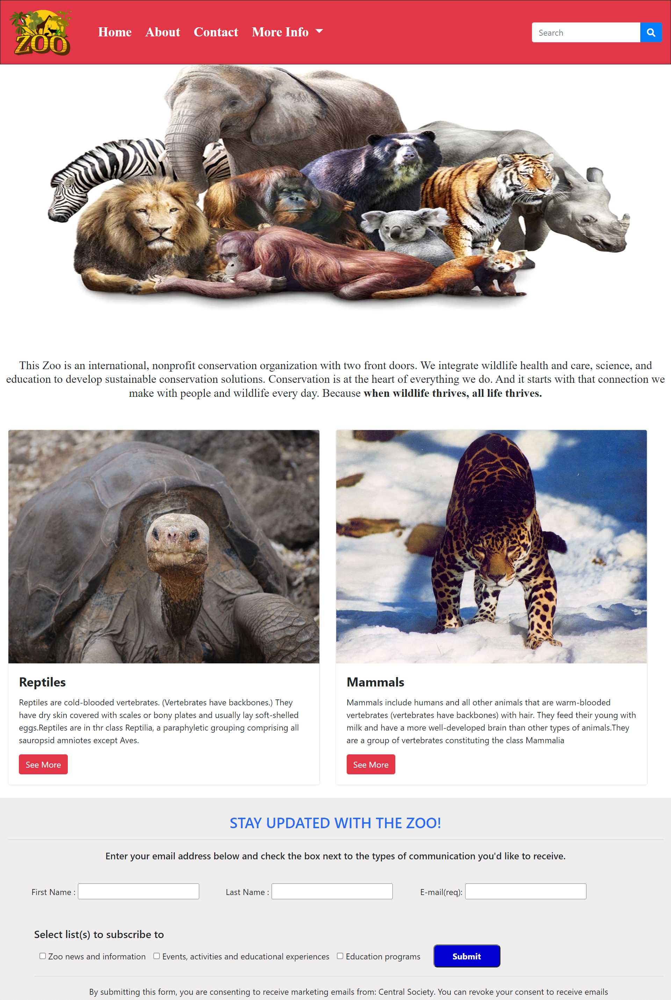 ZOO
Home About Contact More Info
Search
This Zoo is an international, nonprofit conservation organization with two front doors. We integrate wildlife health and care, science, and
education to develop sustainable conservation solutions. Conservation is at the heart of everything we do. And it starts with that connection we
make with people and wildlife every day. Because when wildlife thrives, all life thrives.
Reptiles
Reptiles are cold-blooded vertebrates. (Vertebrates have backbones.) They
have dry skin covered with scales or bony plates and usually lay soft-shelled
eggs.Reptiles are in thr class Reptilia, a paraphyletic grouping comprising all
sauropsid amniotes except Aves.
See More
Mammals
Mammals include humans and all other animals that are warm-blooded
vertebrates (vertebrates have backbones) with hair. They feed their young with
milk and have a more well-developed brain than other types of animals.They
are a group of vertebrates constituting the class Mammalia
See More
STAY UPDATED WITH THE ZOO!
Enter your email address below and check the box next to the types of communication you'd like to receive.
First Name : Last Name : E-mail(req):
Select list(s) to subscribe to
Zoo news and information Events, activities and educational experiences Education programs Submit
By submitting this form, you are consenting to receive marketing emails from: Central Society. You can revoke your consent to receive emails